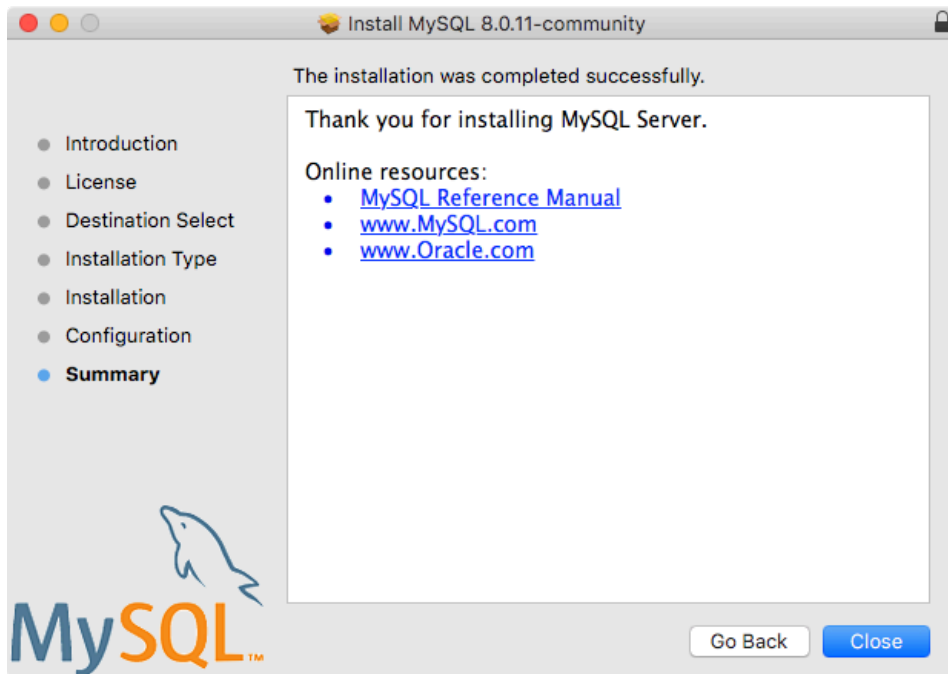 Install MySQL 8.0.11-community
The installation was completed successfully.
Introduction
License
Destination Select
Installation Type
Installation
Configuration
Summary
Thank you for installing MySQL Server.
Online resources:
• MySQL Reference Manual
• www.MySQL.com
• www.Oracle.com
MySQL™
Go Back
Close